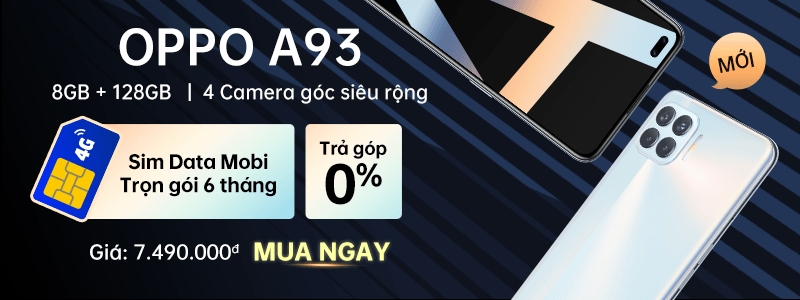 OPPO A93
8GB + 128GB | 4 Camera góc siêu rộng
MỚI
4G
Sim Data Mobi
Trọn gói 6 tháng
Trả góp
0%
Giá: 7.490.000đ MUA NGAY